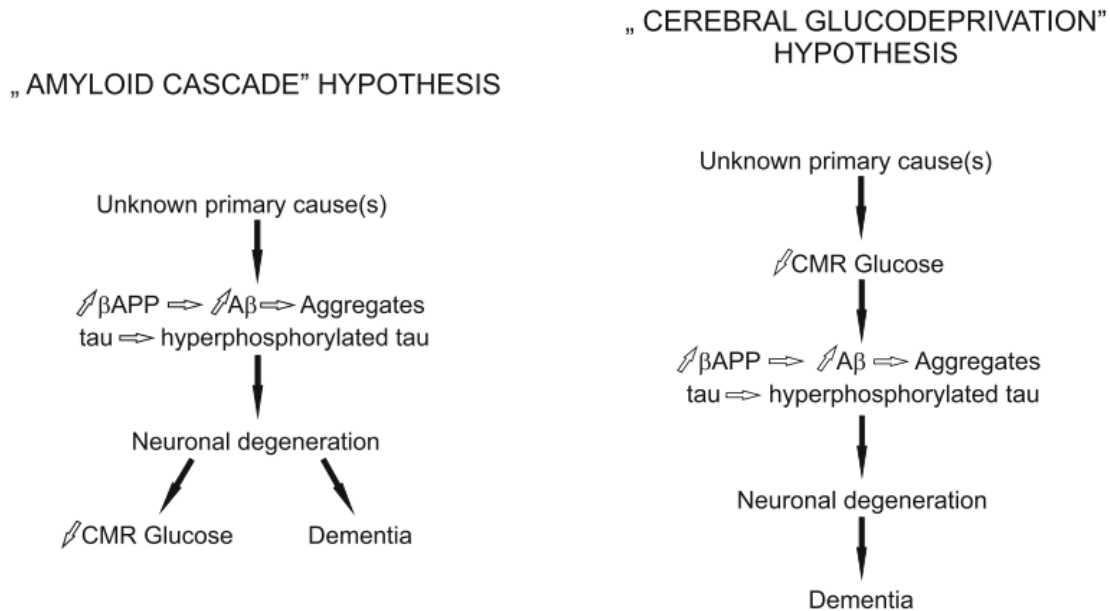 „ AMYLOID CASCADE” HYPOTHESIS
Unknown primary cause(s)
βAPP ⇨ Aβ ⇨ Aggregates
tau ⇨ hyperphosphorylated tau
Neuronal degeneration
CMR Glucose Dementia
„ CEREBRAL GLUCODEPRIVATION”
HYPOTHESIS
Unknown primary cause(s)
CMR Glucose
βAPP ⇨ Aβ ⇨ Aggregates
tau ⇨ hyperphosphorylated tau
Neuronal degeneration
Dementia